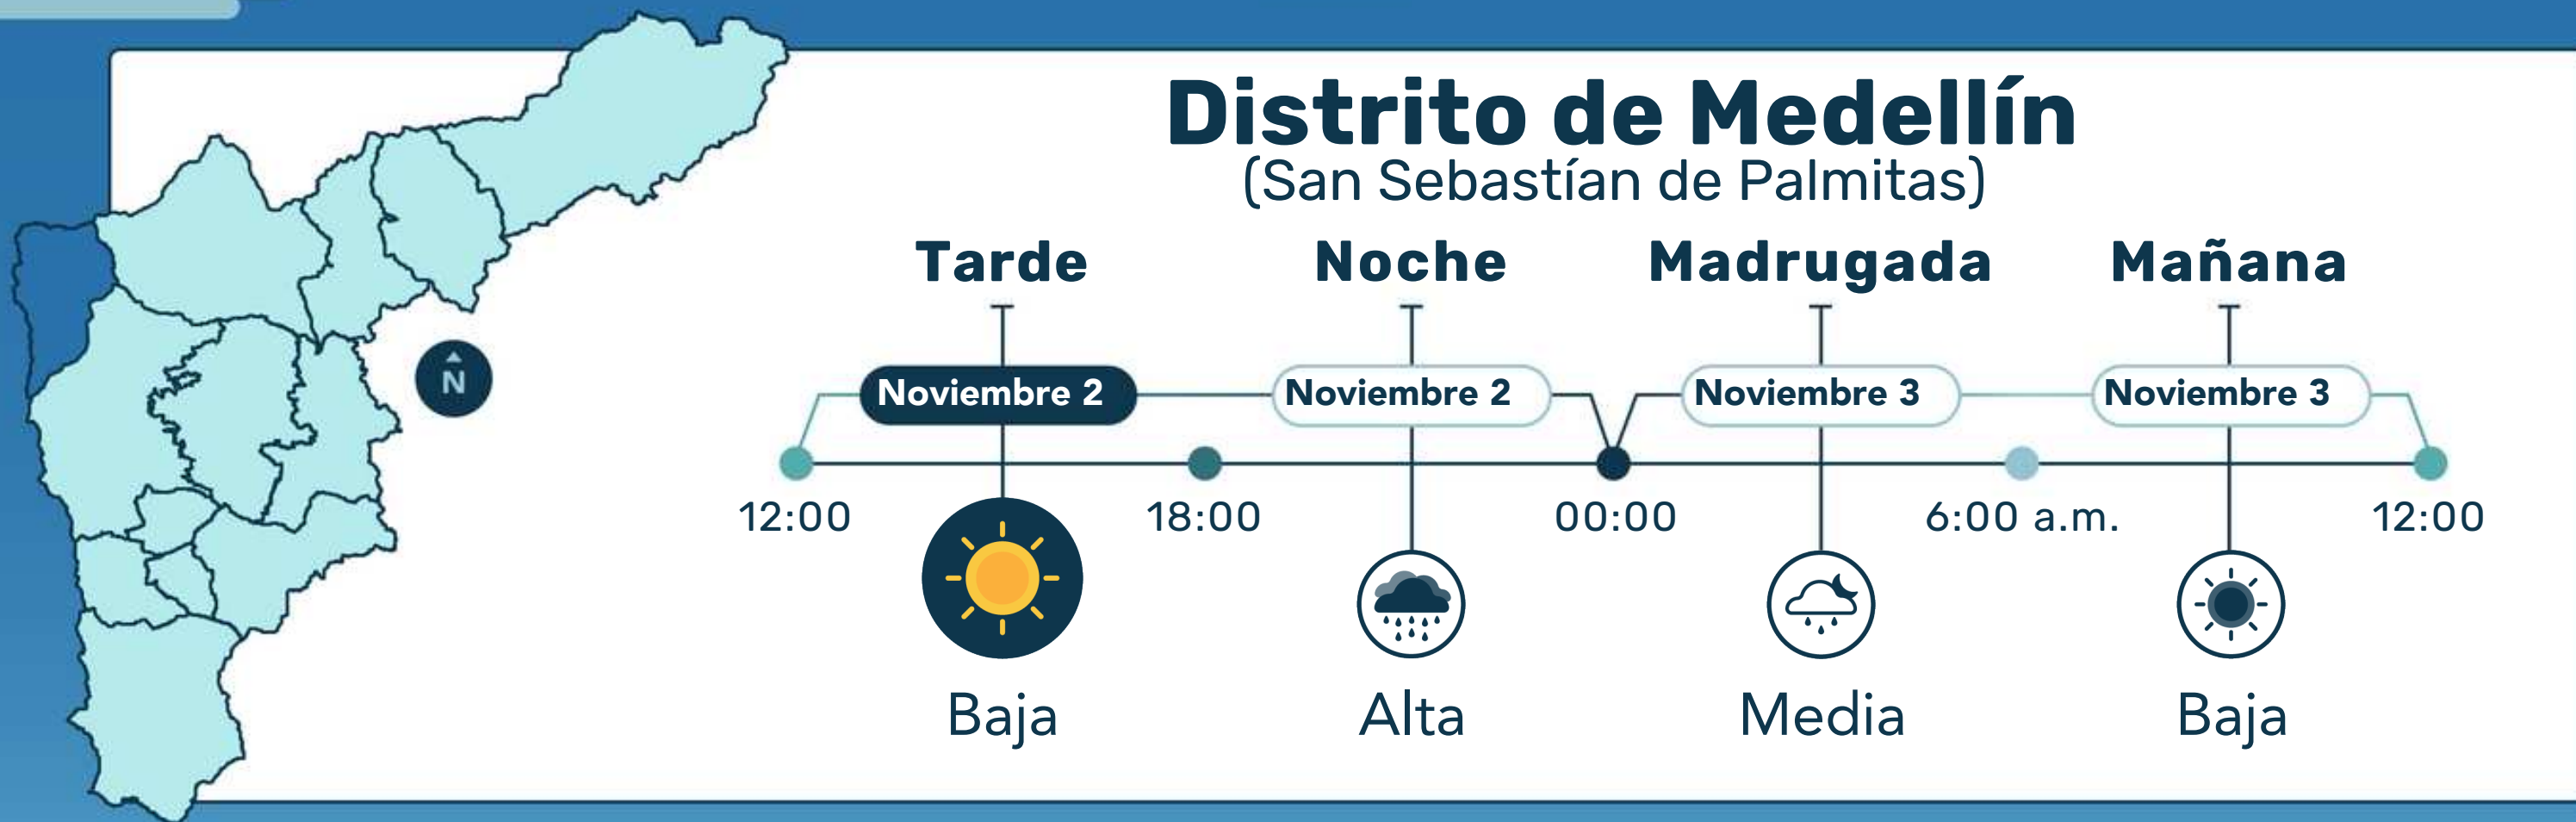 Distrito de Medellín
(San Sebastían de Palmitas)
Tarde Noche Madrugada Mañana
Noviembre 2 Noviembre 2 Noviembre 3 Noviembre 3
N
12:00 18:00 00:00 6:00 a.m. 12:00
Baja Alta Media Baja